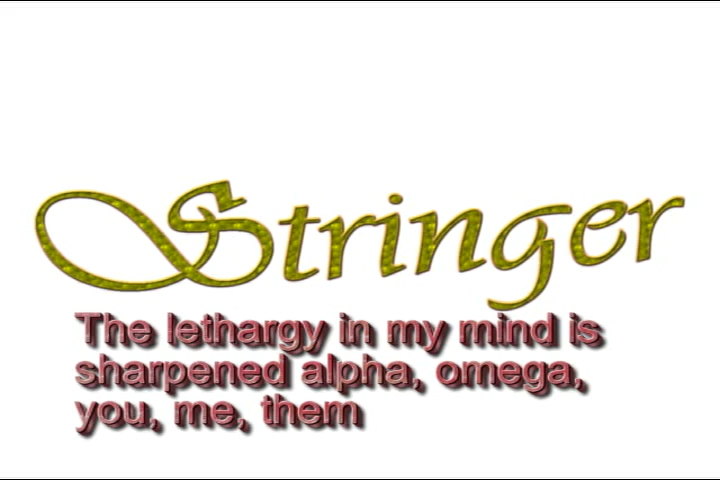 Stringer
The lethargy in my mind is
sharpened alpha, omega,
you, me, them